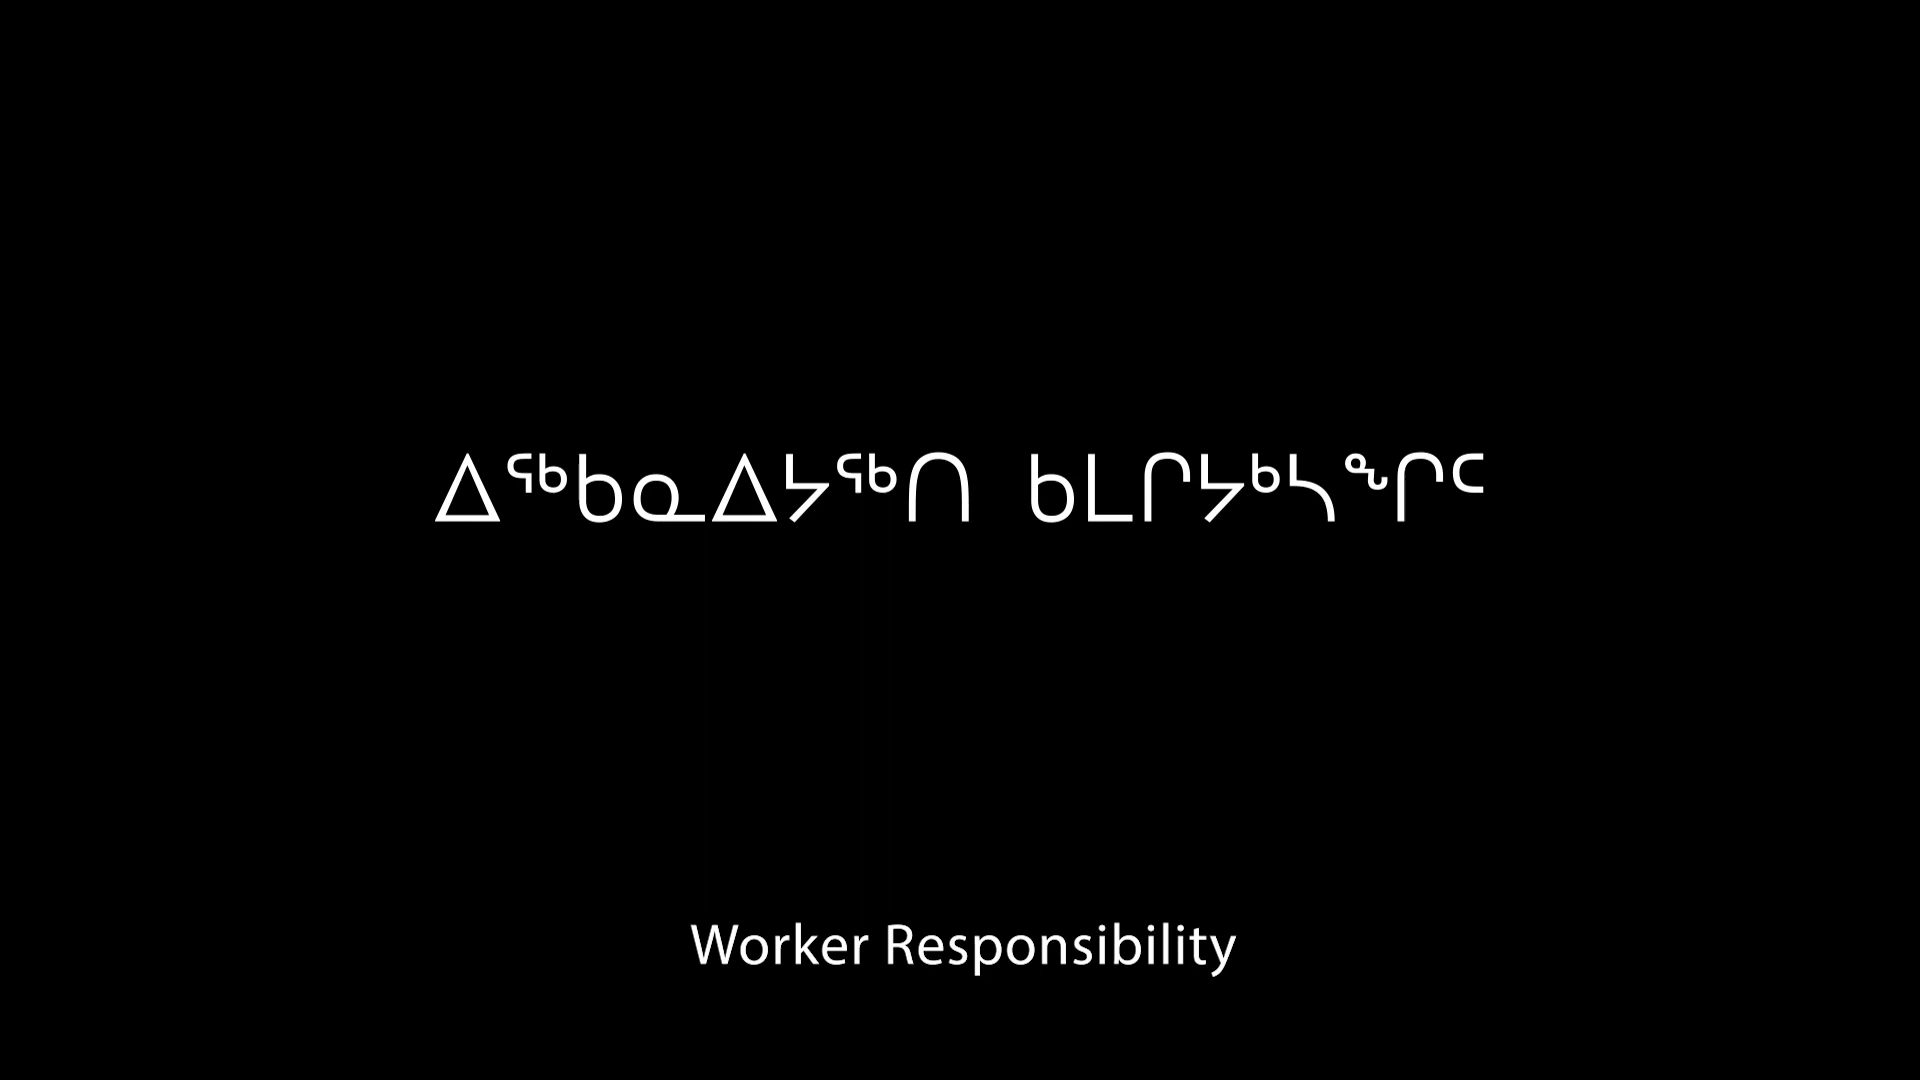 ᐃᖅᑲᓇᐃᔭᖅᑎ ᑲᒪᒋᔭᒃᓴᖏᑦ
Worker Responsibility